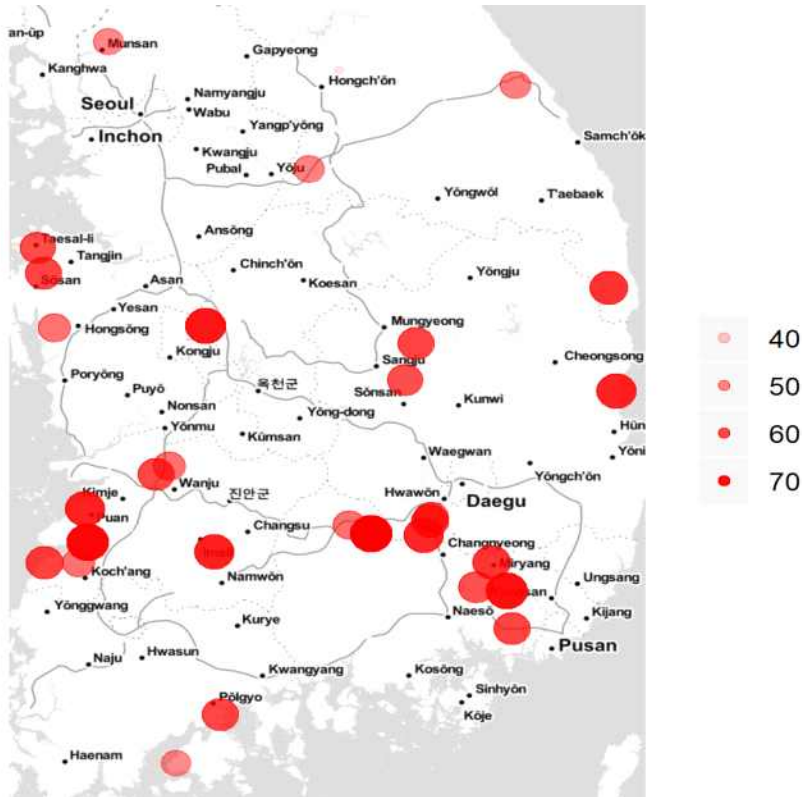 an-ŭp
Munsan
Gapyeong
Kanghwa
Hongch'ŏn
Namyangju
Seoul
Wabu
Yangp'yŏng
Samch'ŏk
Inchon
Kwangju
Pubal
Yŏju
Yŏngwŏl
T'aebaek
Ansŏng
Taesal-li
Tangjin
Chinch'ŏn
Yŏngju
Asan
Koesan
Sŏsan
Yesan
Hongsŏng
Mungyeong
Kongju
Sangju
Cheongsong
Poryŏng
옥천군
Puyŏ
Sŏnsan
Kunwi
Nonsan
Yŏng-dong
Yŏnmu
Kŭmsan
Hŭn
Waegwan
Yŏni
Yŏngch'ŏn
Kimje
Wanju
진안군
Hwawŏn
Daegu
Puan
Changsu
Changnyeong
Miryang
Koch'ang
Namwŏn
Ungsang
san
Yŏnggwang
Naesŏ
Kijang
Kurye
Pusan
Naju
Hwasun
Kwangyang
Kosŏng
Sinhyŏn
Kŏje
Pŏlgyo
Haenam
40
50
60
70